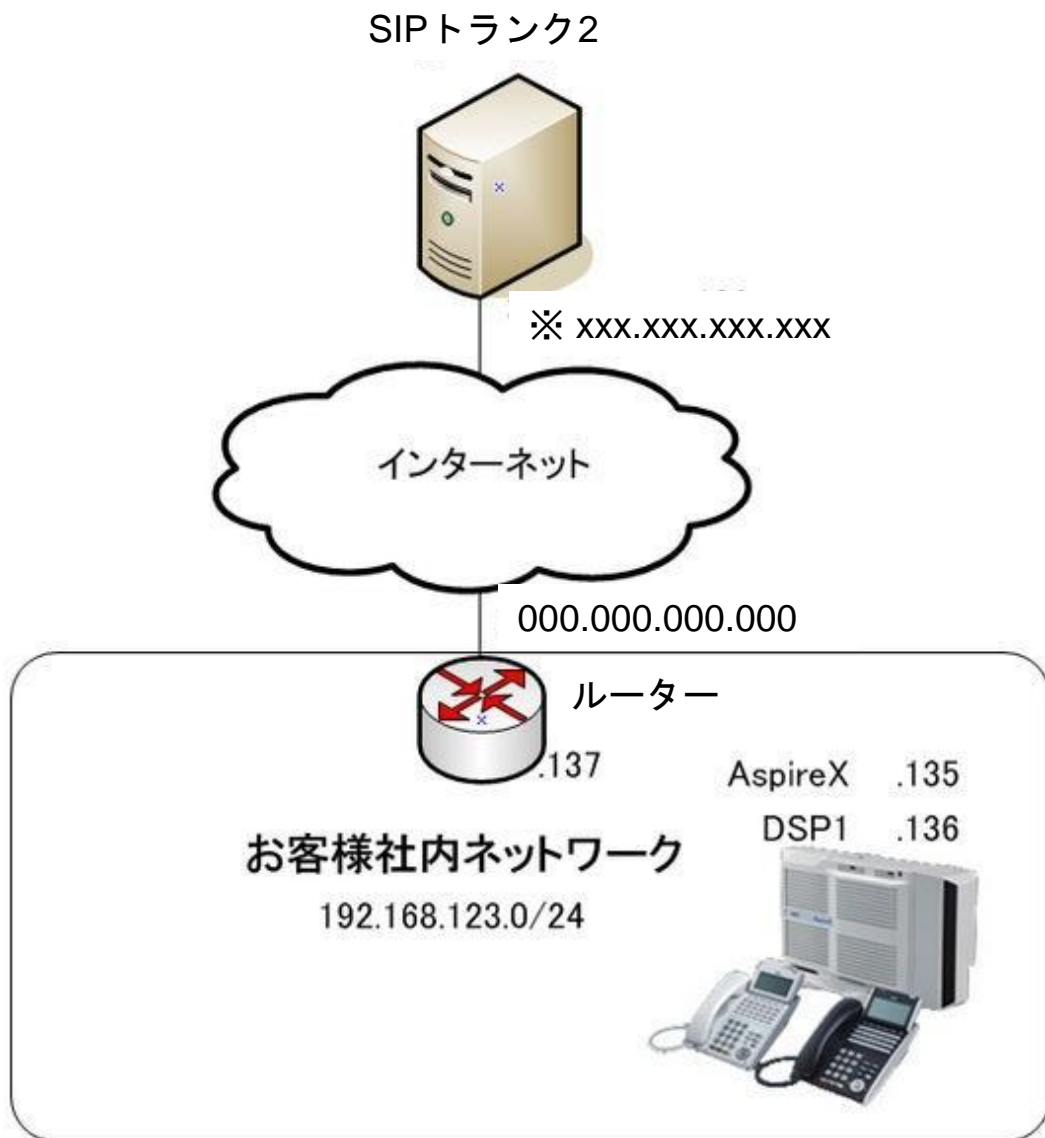 SIPトランク2
※ xxx.xxx.xxx.xxx
インターネット
000.000.000.000
ルーター
.137
AspireX .135
DSP1 .136
お客様社内ネットワーク
192.168.123.0/24